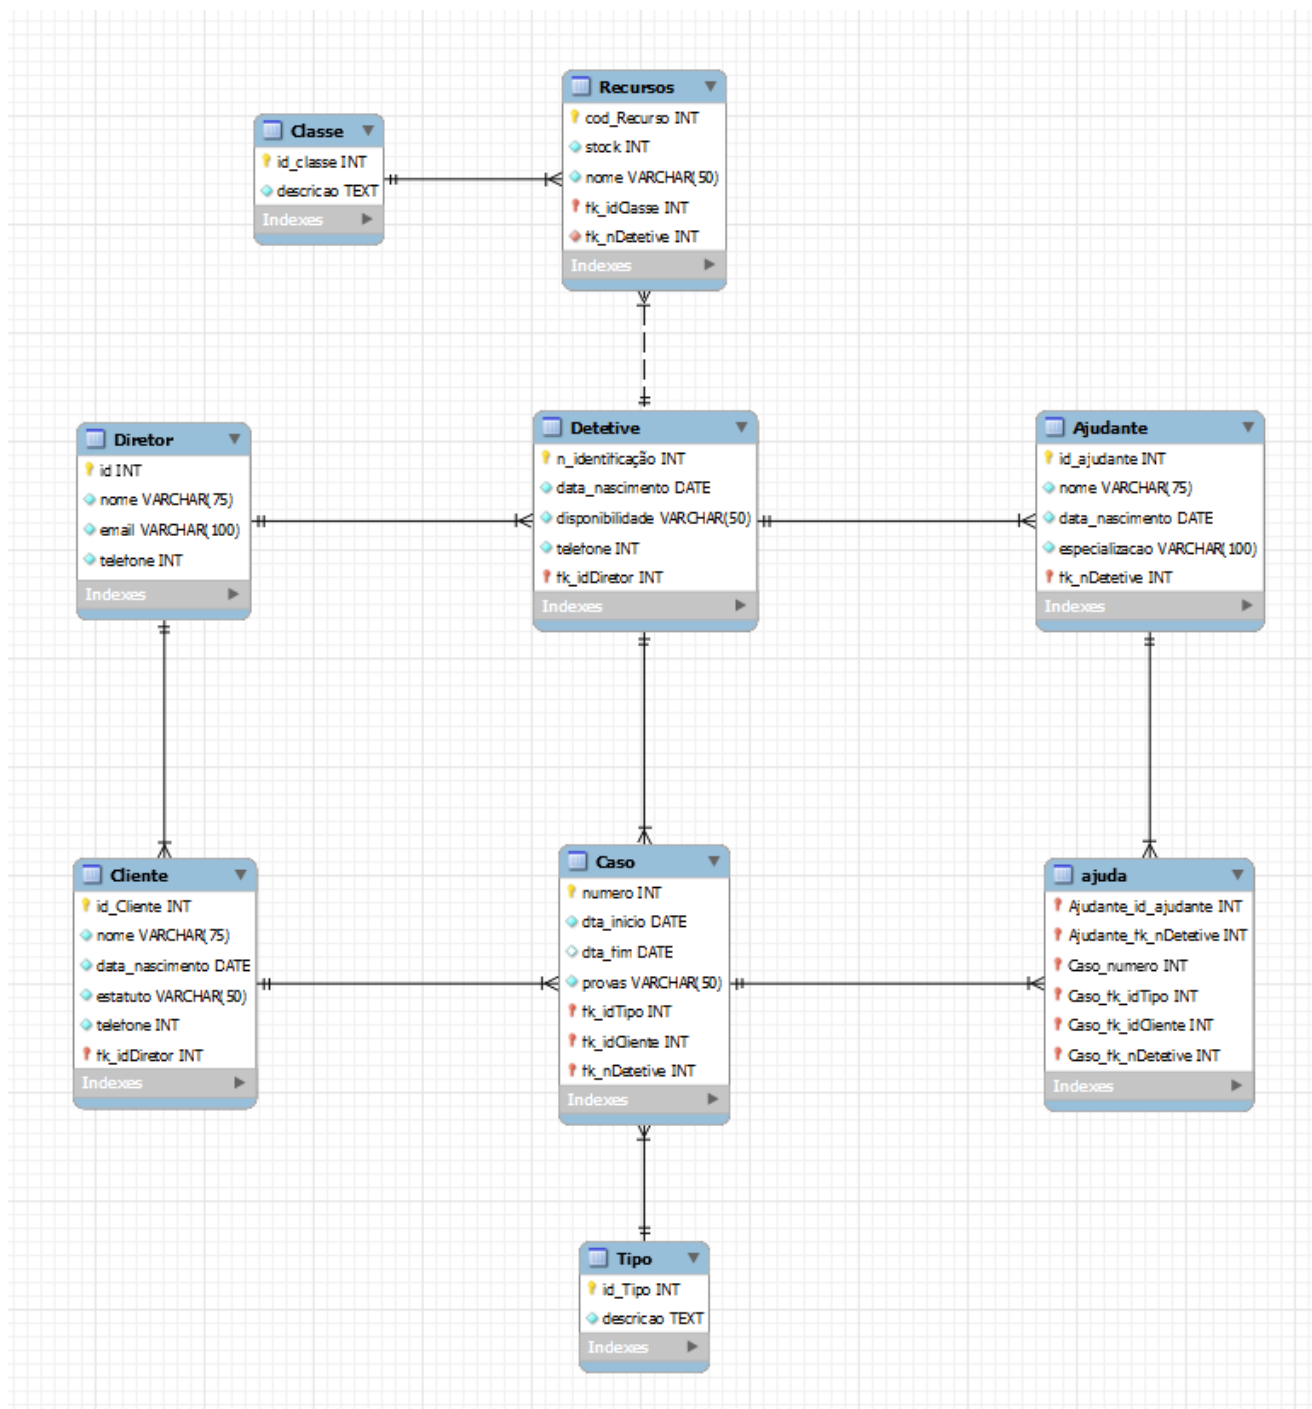 Recursos
cod_Recurso INT
stock INT
nome VARCHAR(50)
fk_idClasse INT
fk_nDetetive INT
Indexes
Classe
id_classe INT
descricao TEXT
Indexes
Diretor
id INT
nome VARCHAR(75)
email VARCHAR(100)
telefone INT
Indexes
Detetive
n_identificação INT
data_nascimento DATE
disponibilidade VARCHAR(50)
telefone INT
fk_idDiretor INT
Indexes
Ajudante
id_ajudante INT
nome VARCHAR(75)
data_nascimento DATE
especializacao VARCHAR(100)
fk_nDetetive INT
Indexes
Cliente
id_Cliente INT
nome VARCHAR(75)
data_nascimento DATE
estatuto VARCHAR(50)
telefone INT
fk_idDiretor INT
Indexes
Caso
numero INT
dta_inicio DATE
dta_fim DATE
provas VARCHAR(50)
fk_idTipo INT
fk_idCliente INT
fk_nDetetive INT
Indexes
ajuda
Ajudante_id_ajudante INT
Ajudante_fk_nDetetive INT
Caso_numero INT
Caso_fk_idTipo INT
Caso_fk_idCliente INT
Caso_fk_nDetetive INT
Indexes
Tipo
id_Tipo INT
descricao TEXT
Indexes